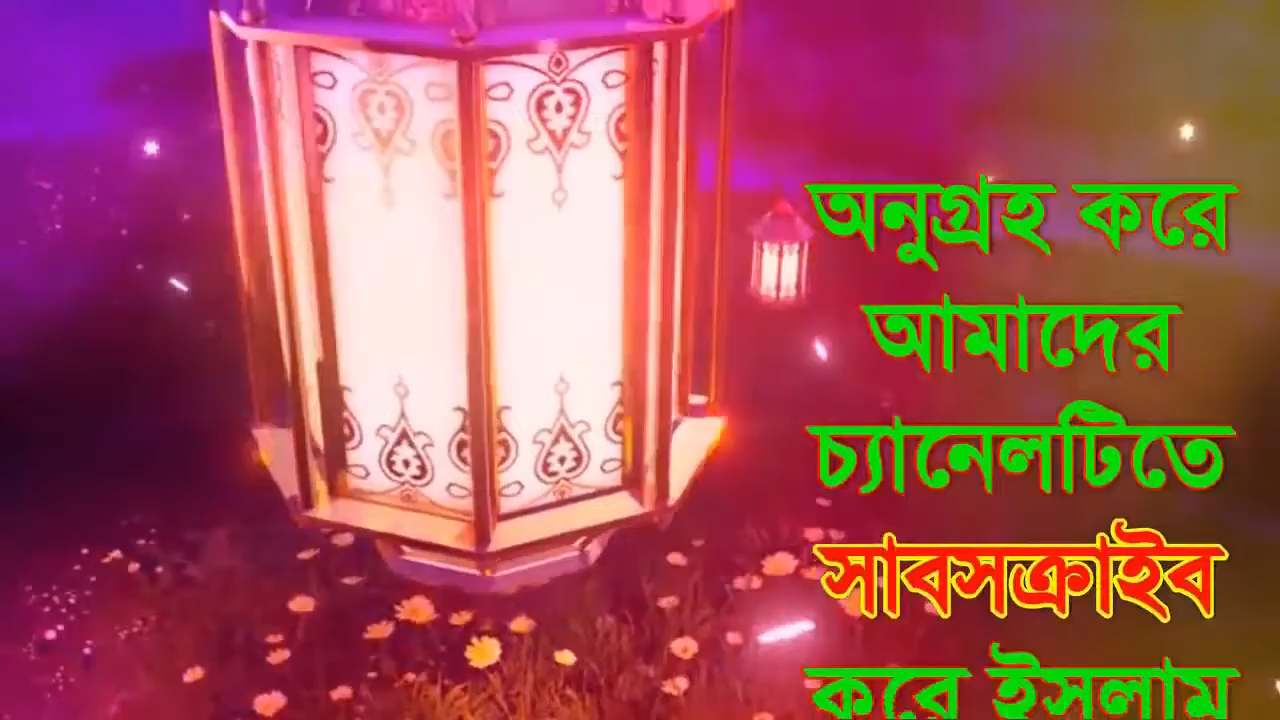 অনুগ্রহ করে
আমাদের
চ্যানেলটিতে
সাবসক্রাইব
করে ইসলাম